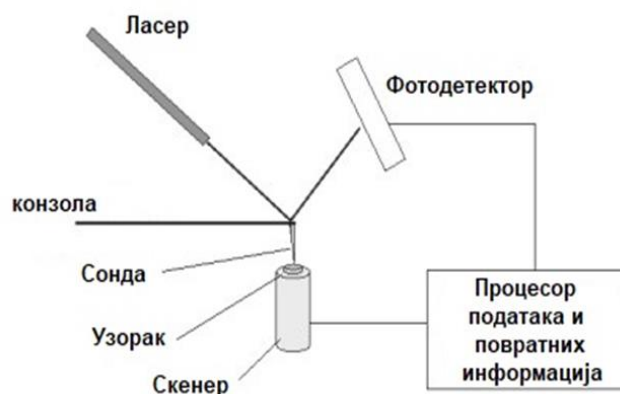 Ласер
Фотодетектор
конзола
Сонда
Узорак
Скенер
Процесор
података и
повратних
информација